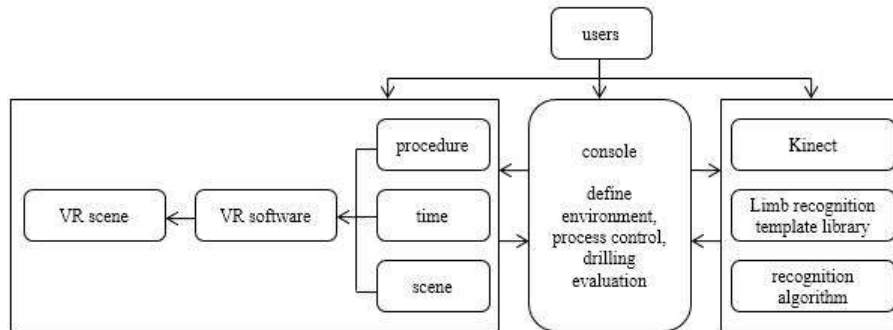 users
procedure
time
scene
VR software
VR scene
console
define
environment,
process control,
drilling
evaluation
Kinect
Limb recognition
template library
recognition
algorithm